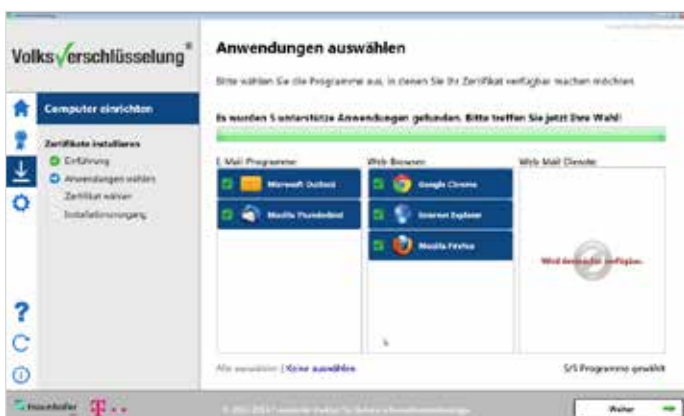 Volksverschlüsselung®
Anwendungen auswählen
Bitte wählen Sie die Programme aus, in denen Sie Ihr Zertifikat verfügbar machen möchten
Computer einrichten
Es wurden 5 unterstütze Anwendungen gefunden. Bitte treffen Sie jetzt Ihre Wahl!
Zertifikate installieren
Einführung
Anwendungen wählen
Zertifikat wählen
Installationsvorgang
E-Mail Programme
Web Browser
Web Mail Dienste
Microsoft Outlook
Google Chrome
Mozilla Thunderbird
Internet Explorer
Mozilla Firefox
Wird demnächst verfügbar.
Alle auswählen | Keine auswählen
5/5 Programme gewählt
Fraunhofer
T
Weiter